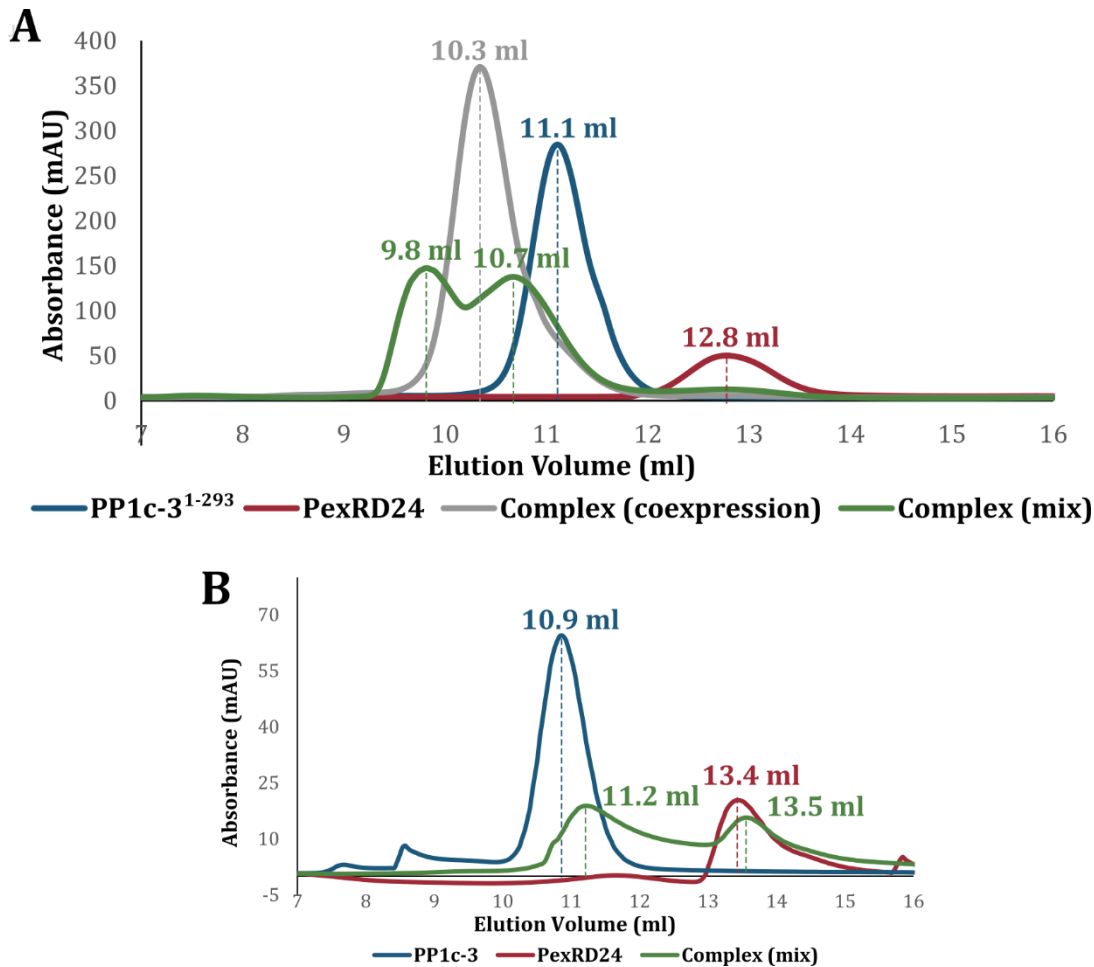 A
Absorbance (mAU)
400
350
300
250
200
150
100
50
0
10.3 ml
11.1 ml
9.8 ml
10.7 ml
12.8 ml
7 8 9 10 11 12 13 14 15 16
Elution Volume (ml)
PP1c-3¹⁻²⁹³ PexRD24 Complex (coexpression) Complex (mix)
B
Absorbance (mAU)
70
55
40
25
10
-5
10.9 ml
11.2 ml
13.4 ml
13.5 ml
7 8 9 10 11 12 13 14 15 16
Elution Volume (ml)
PP1c-3 PexRD24 Complex (mix)